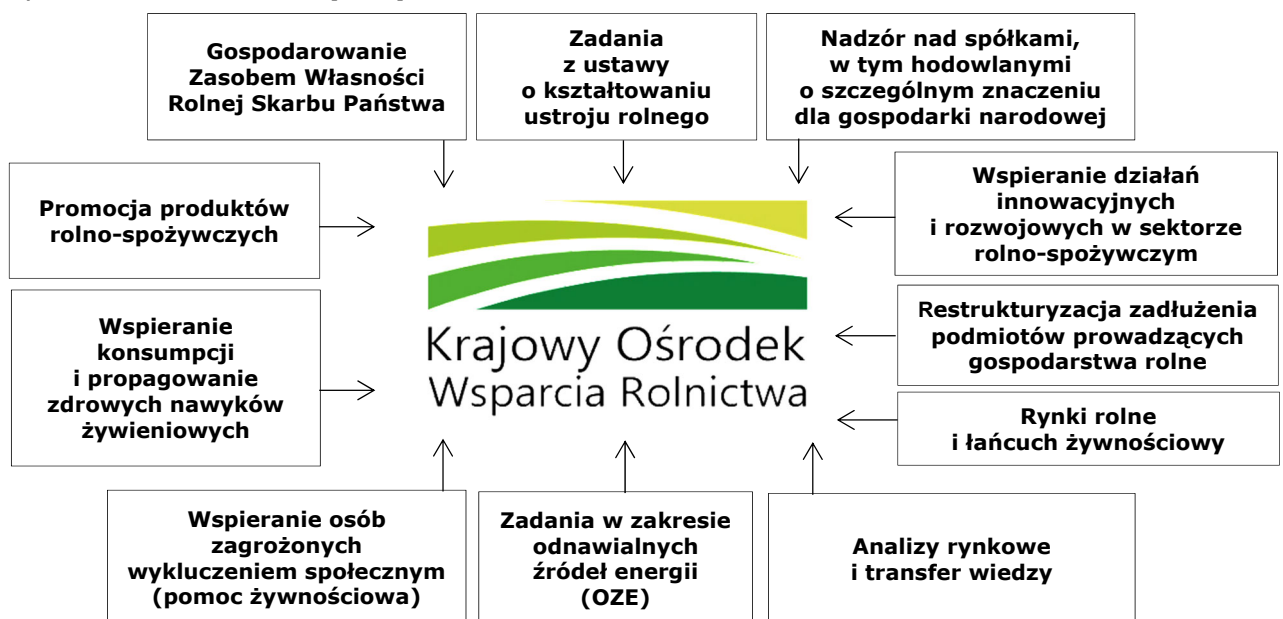 Gospodarowanie
Zasobem Własności
Rolnej Skarbu Państwa
Zadania
z ustawy
o kształtowaniu
ustroju rolnego
Nadzór nad spółkami,
w tym hodowlanymi
o szczególnym znaczeniu
dla gospodarki narodowej
Promocja produktów
rolno-spożywczych
Wspieranie działań
innowacyjnych
i rozwojowych w sektorze
rolno-spożywczym
Wspieranie
konsumpcji
i propagowanie
zdrowych nawyków
żywieniowych
Krajowy Ośrodek
Wsparcia Rolnictwa
Restrukturyzacja zadłużenia
podmiotów prowadzących
gospodarstwa rolne
Rynki rolne
i łańcuch żywnościowy
Wspieranie osób
zagrożonych
wykluczeniem społecznym
(pomoc żywnościowa)
Zadania w zakresie
odnawialnych
źródeł energii
(OZE)
Analizy rynkowe
i transfer wiedzy